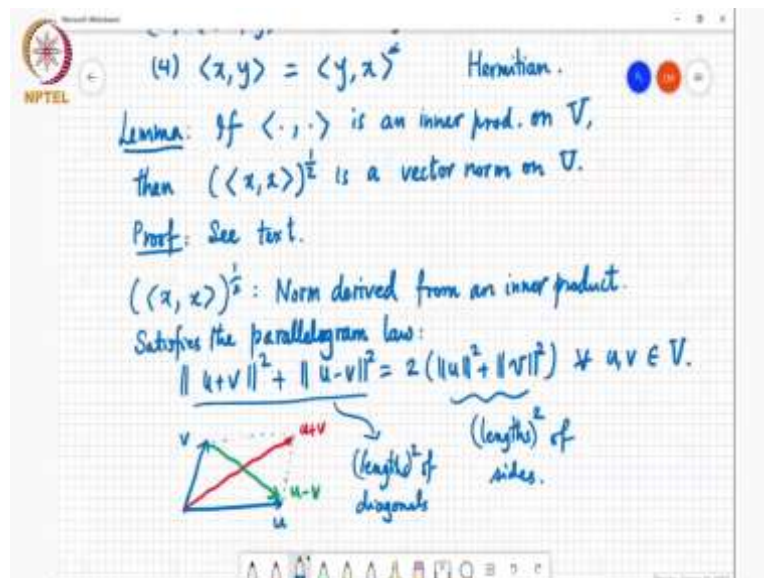 (4) ⟨x,y⟩ = ⟨y,x⟩* Hermitian.
NPTEL
Lemma: If ⟨·,·⟩ is an inner prod. on V,
then (⟨x,x⟩)^½ is a vector norm on V.
Proof: See text.
(⟨x,x⟩)^½ : Norm derived from an inner product.
Satisfies the parallelogram law:
‖u+v‖² + ‖u-v‖² = 2(‖u‖² + ‖v‖²) ∀ u,v ∈ V.
v u+v
(length)² of
diagonals
(lengths)² of
sides.
u-v
u